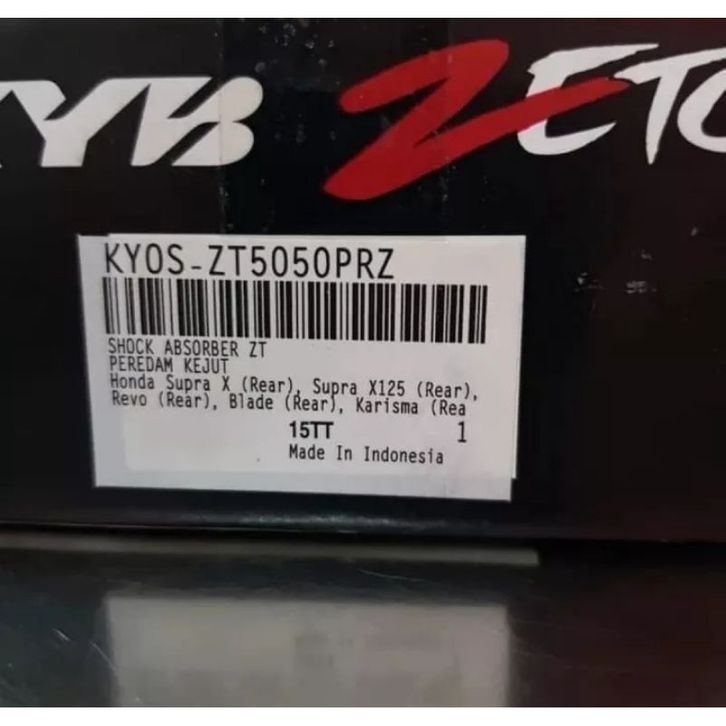 KYB ZETO
KYOS-ZT5050PRZ
SHOCK ABSORBER ZT
PEREDAM KEJUT
Honda Supra X (Rear), Supra X125 (Rear),
Revo (Rear), Blade (Rear), Karisma (Rea
15TT 1
Made In Indonesia